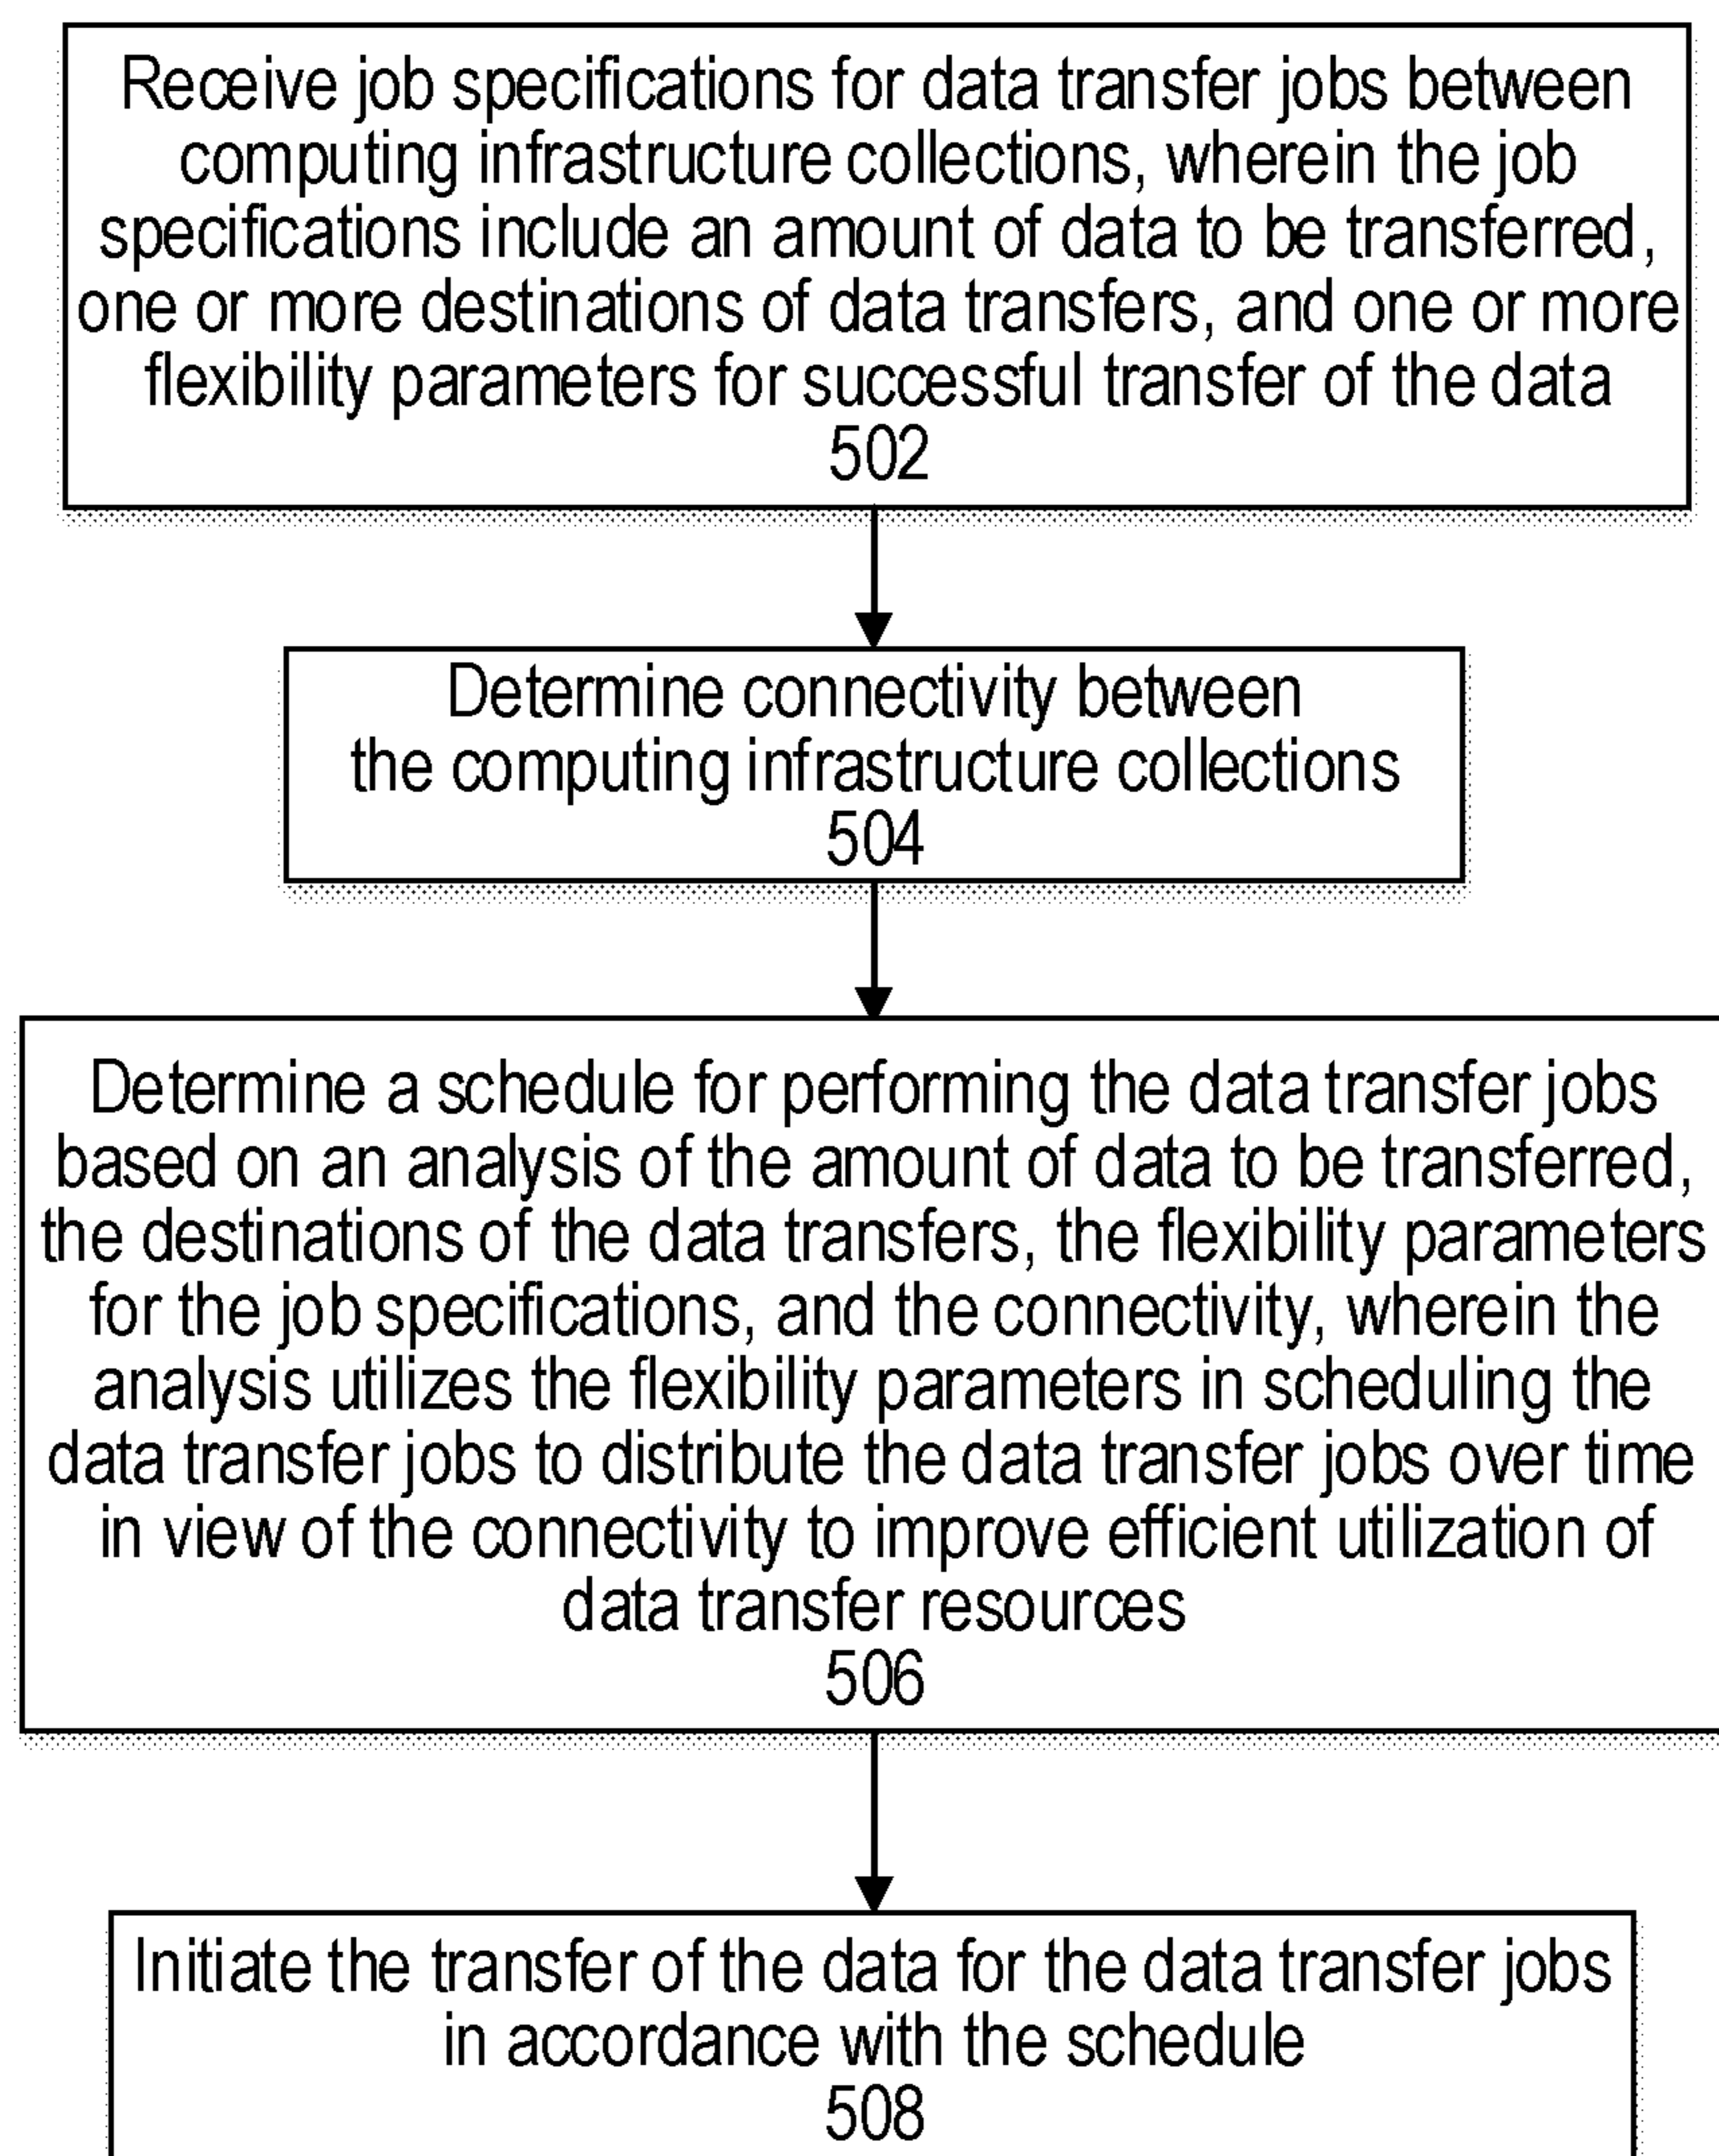 Receive job specifications for data transfer jobs between
computing infrastructure collections, wherein the job
specifications include an amount of data to be transferred,
one or more destinations of data transfers, and one or more
flexibility parameters for successful transfer of the data
502
Determine connectivity between
the computing infrastructure collections
504
Determine a schedule for performing the data transfer jobs
based on an analysis of the amount of data to be transferred,
the destinations of the data transfers, the flexibility parameters
for the job specifications, and the connectivity, wherein the
analysis utilizes the flexibility parameters in scheduling the
data transfer jobs to distribute the data transfer jobs over time
in view of the connectivity to improve efficient utilization of
data transfer resources
506
Initiate the transfer of the data for the data transfer jobs
in accordance with the schedule
508